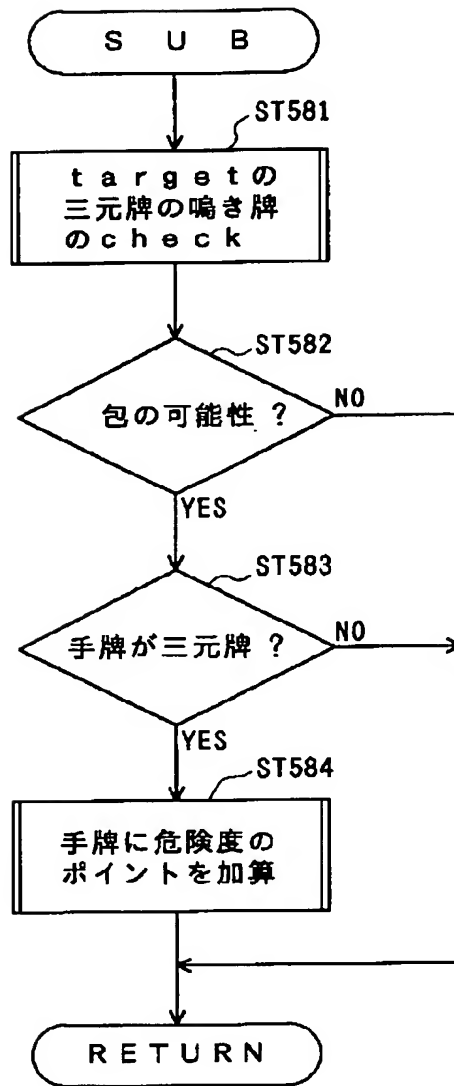 SUB
ST581
targetの
三元牌の鳴き牌
のcheck
ST582
包の可能性?
NO
YES
ST583
手牌が三元牌?
NO
YES
ST584
手牌に危険度の
ポイントを加算
RETURN